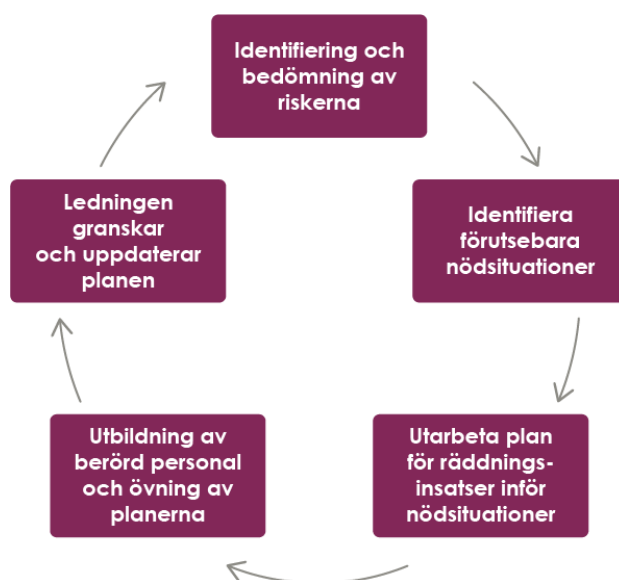 Identifiering och
bedömning av
riskerna
Identifiera
förutsebara
nödsituationer
Utarbeta plan
för räddnings-
insatser inför
nödsituationer
Utbildning av
berörd personal
och övning av
planerna
Ledningen
granskar
och uppdaterar
planen